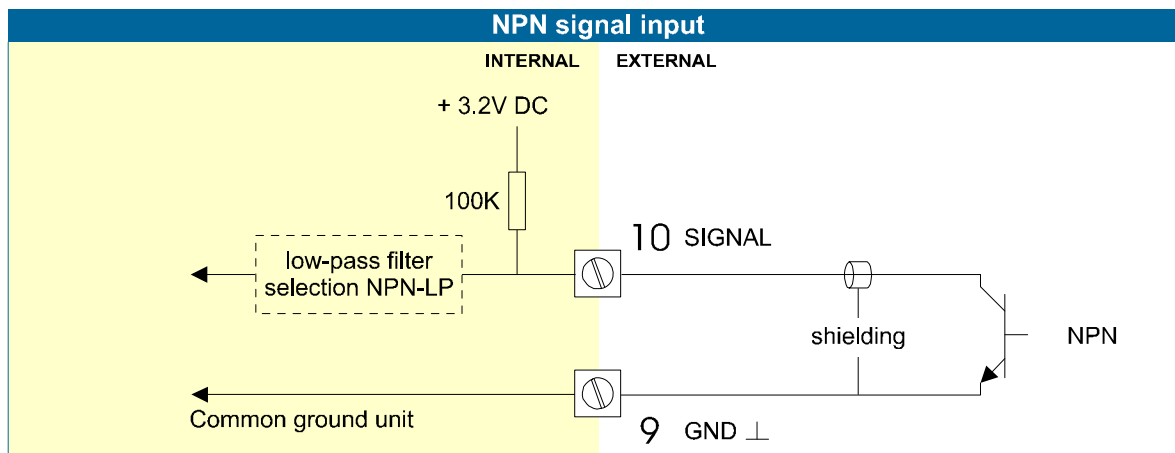 NPN signal input
INTERNAL
EXTERNAL
+ 3.2V DC
100K
10 SIGNAL
low-pass filter
selection NPN-LP
shielding
NPN
Common ground unit
9 GND ⊥